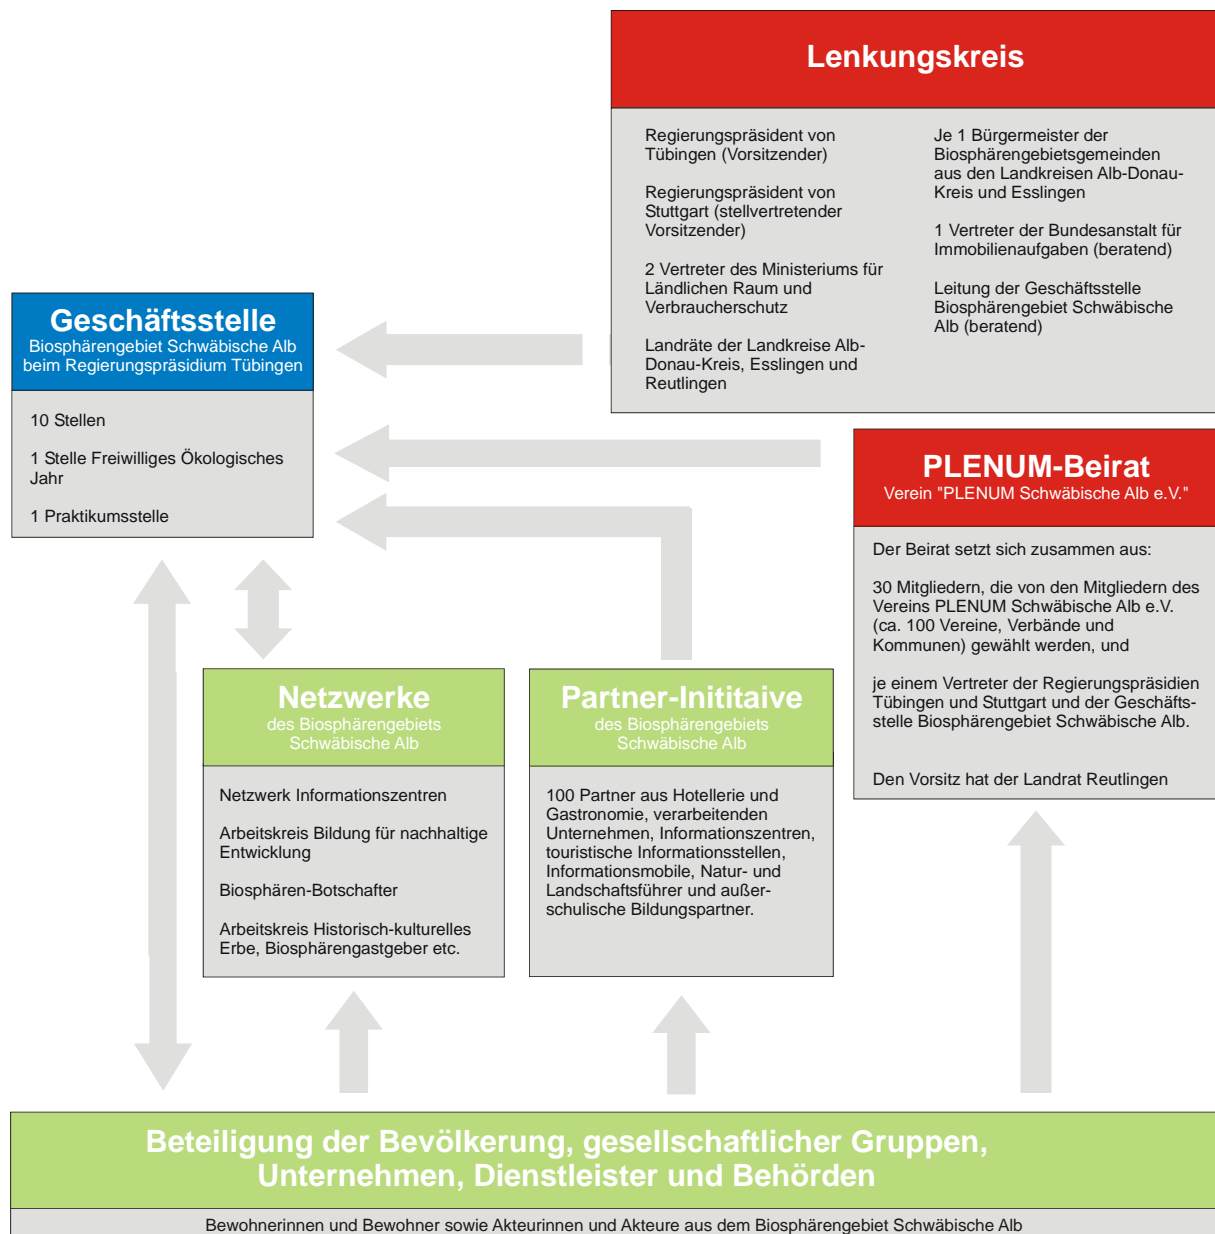 Lenkungskreis
Regierungspräsident von
Tübingen (Vorsitzender)
Regierungspräsident von
Stuttgart (stellvertretender
Vorsitzender)
2 Vertreter des Ministeriums für
Ländlichen Raum und
Verbraucherschutz
Landräte der Landkreise Alb-
Donau-Kreis, Esslingen und
Reutlingen
Je 1 Bürgermeister der
Biosphärengebietsgemeinden
aus den Landkreisen Alb-Donau-
Kreis und Esslingen
1 Vertreter der Bundesanstalt für
Immobilienaufgaben (beratend)
Leitung der Geschäftsstelle
Biosphärengebiet Schwäbische
Alb (beratend)
Geschäftsstelle
Biosphärengebiet Schwäbische Alb
beim Regierungspräsidium Tübingen
10 Stellen
1 Stelle Freiwilliges Ökologisches
Jahr
1 Praktikumsstelle
PLENUM-Beirat
Verein "PLENUM Schwäbische Alb e.V."
Der Beirat setzt sich zusammen aus:
30 Mitgliedern, die von den Mitgliedern des
Vereins PLENUM Schwäbische Alb e.V.
(ca. 100 Vereine, Verbände und
Kommunen) gewählt werden, und
je einem Vertreter der Regierungspräsidien
Tübingen und Stuttgart und der Geschäfts-
stelle Biosphärengebiet Schwäbische Alb.
Den Vorsitz hat der Landrat Reutlingen
Netzwerke
des Biosphärengebiets
Schwäbische Alb
Netzwerk Informationszentren
Arbeitskreis Bildung für nachhaltige
Entwicklung
Biosphären-Botschafter
Arbeitskreis Historisch-kulturelles
Erbe, Biosphärengastgeber etc.
Partner-Inititaive
des Biosphärengebiets
Schwäbische Alb
100 Partner aus Hotellerie und
Gastronomie, verarbeitenden
Unternehmen, Informationszentren,
touristische Informationsstellen,
Informationsmobile, Natur- und
Landschaftsführer und außer-
schulische Bildungspartner.
Beteiligung der Bevölkerung, gesellschaftlicher Gruppen,
Unternehmen, Dienstleister und Behörden
Bewohnerinnen und Bewohner sowie Akteurinnen und Akteure aus dem Biosphärengebiet Schwäbische Alb